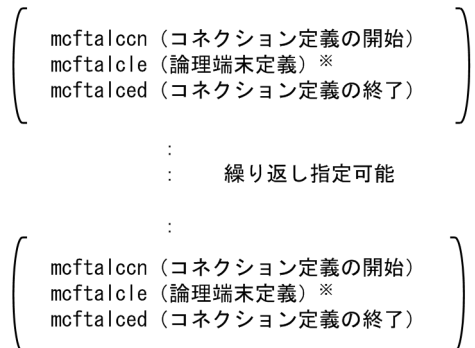 mcftalccn（コネクション定義の開始）
mcftalcle（論理端末定義）※
mcftalced（コネクション定義の終了）
:
: 繰り返し指定可能
:
mcftalccn（コネクション定義の開始）
mcftalcle（論理端末定義）※
mcftalced（コネクション定義の終了）